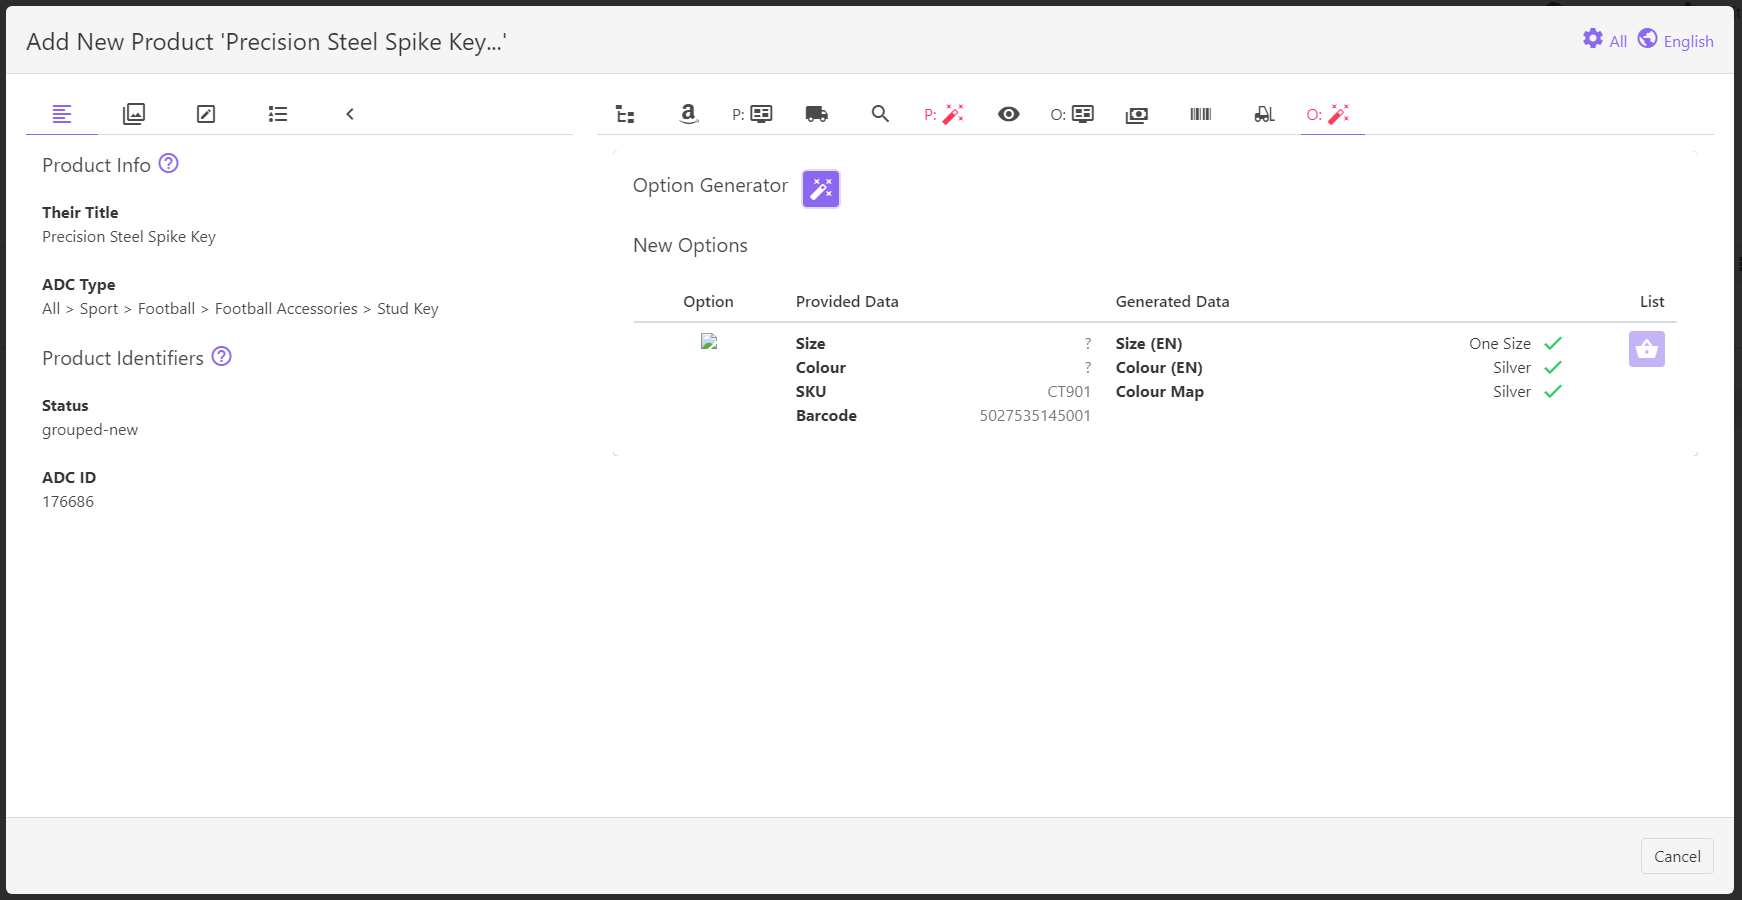 Add New Product 'Precision Steel Spike Key...'
All English
P: P: O: O:
Product Info
Their Title
Precision Steel Spike Key
ADC Type
All > Sport > Football > Football Accessories > Stud Key
Product Identifiers
Status
grouped-new
ADC ID
176686
Option Generator
New Options
Option Provided Data Generated Data List
Size ? Size (EN) One Size
Colour ? Colour (EN) Silver
SKU CT901 Colour Map Silver
Barcode 5027535145001
Cancel